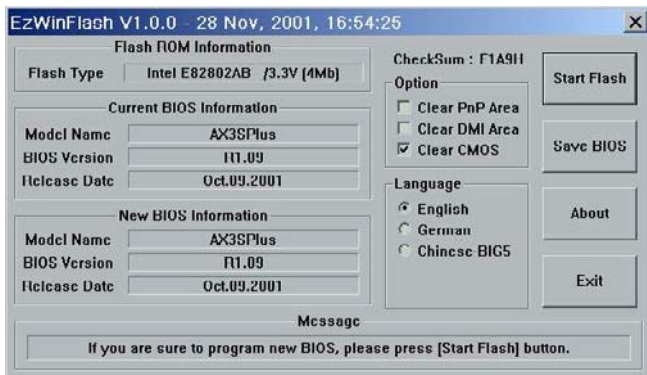 EzWinFlash V1.0.0 - 28 Nov, 2001, 16:54:25
Flash ROM Information
Flash Type Intel E82802AB /3.3V (4Mb)
Current BIOS Information
Model Name AX3SPlus
BIOS Version R1.09
Release Date Oct.09.2001
New BIOS Information
Model Name AX3SPlus
BIOS Version R1.09
Release Date Oct.09.2001
CheckSum : F1A9H
Option
Clear PnP Area
Clear DMI Area
Clear CMOS
Language
English
German
Chinese BIG5
Start Flash
Save BIOS
About
Exit
Message
If you are sure to program new BIOS, please press [Start Flash] button.